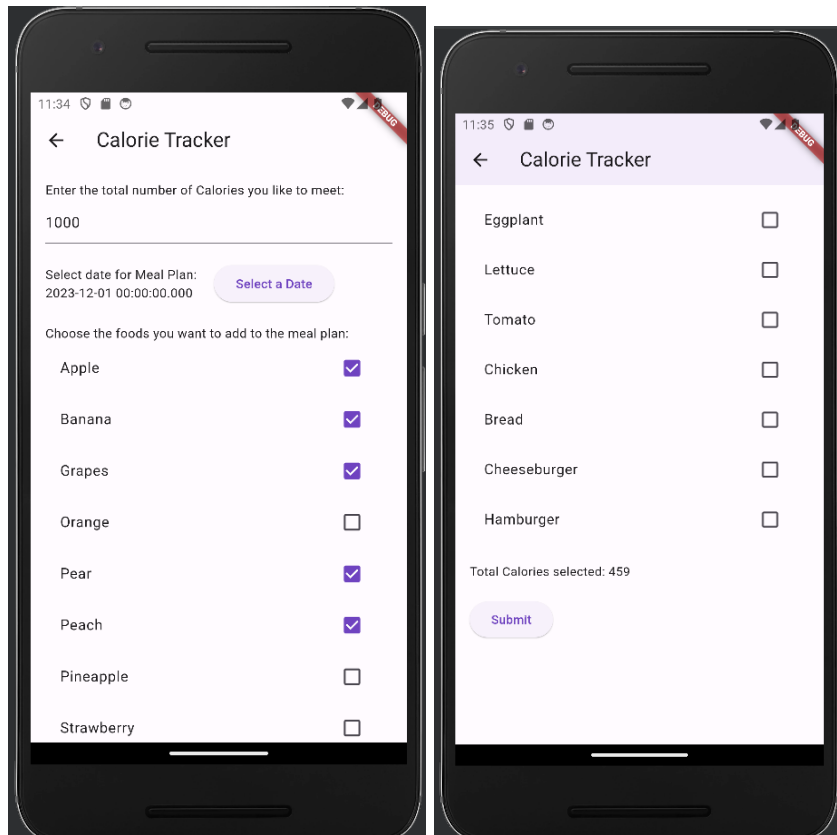 11:34
DEBUG
Calorie Tracker
Enter the total number of Calories you like to meet:
1000
Select date for Meal Plan:
2023-12-01 00:00:00.000
Select a Date
Choose the foods you want to add to the meal plan:
Apple
Banana
Grapes
Orange
Pear
Peach
Pineapple
Strawberry
11:35
DEBUG
Calorie Tracker
Eggplant
Lettuce
Tomato
Chicken
Bread
Cheeseburger
Hamburger
Total Calories selected: 459
Submit